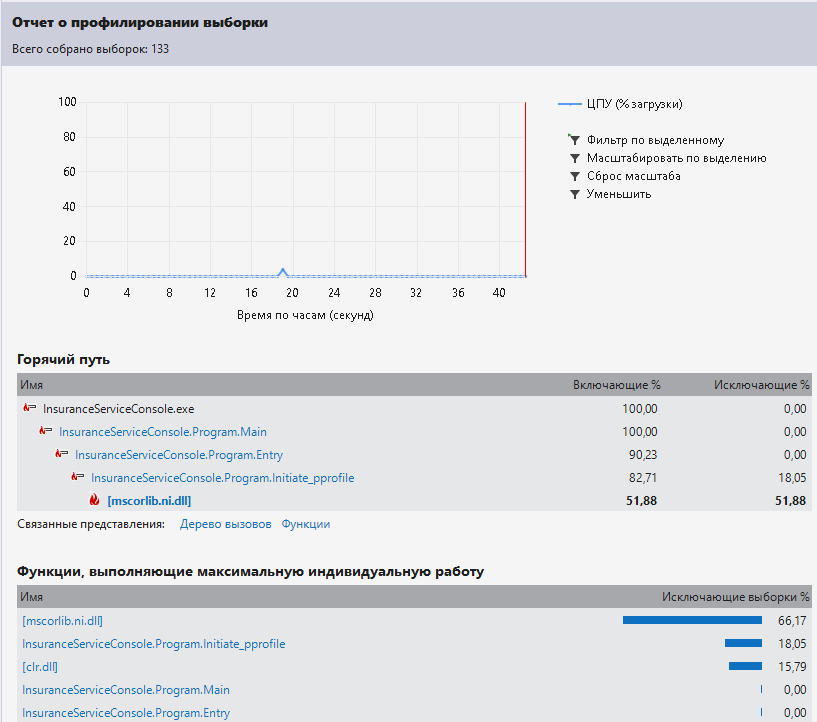 Отчет о профилировании выборки
Всего собрано выборок: 133
100
80
60
40
20
0
0 4 8 12 16 20 24 28 32 36 40
Время по часам (секунд)
ЦПУ (% загрузки)
Фильтр по выделенному
Масштабировать по выделению
Сброс масштаба
Уменьшить
Горячий путь
Имя Включающие % Исключающие %
InsuranceServiceConsole.exe 100,00 0,00
InsuranceServiceConsole.Program.Main 100,00 0,00
InsuranceServiceConsole.Program.Entry 90,23 0,00
InsuranceServiceConsole.Program.Initiate_pprofile 82,71 18,05
[mscorlib.ni.dll] 51,88 51,88
Связанные представления: Дерево вызовов Функции
Функции, выполняющие максимальную индивидуальную работу
Имя Исключающие выборки %
[mscorlib.ni.dll] 66,17
InsuranceServiceConsole.Program.Initiate_pprofile 18,05
[clr.dll] 15,79
InsuranceServiceConsole.Program.Main 0,00
InsuranceServiceConsole.Program.Entry 0,00